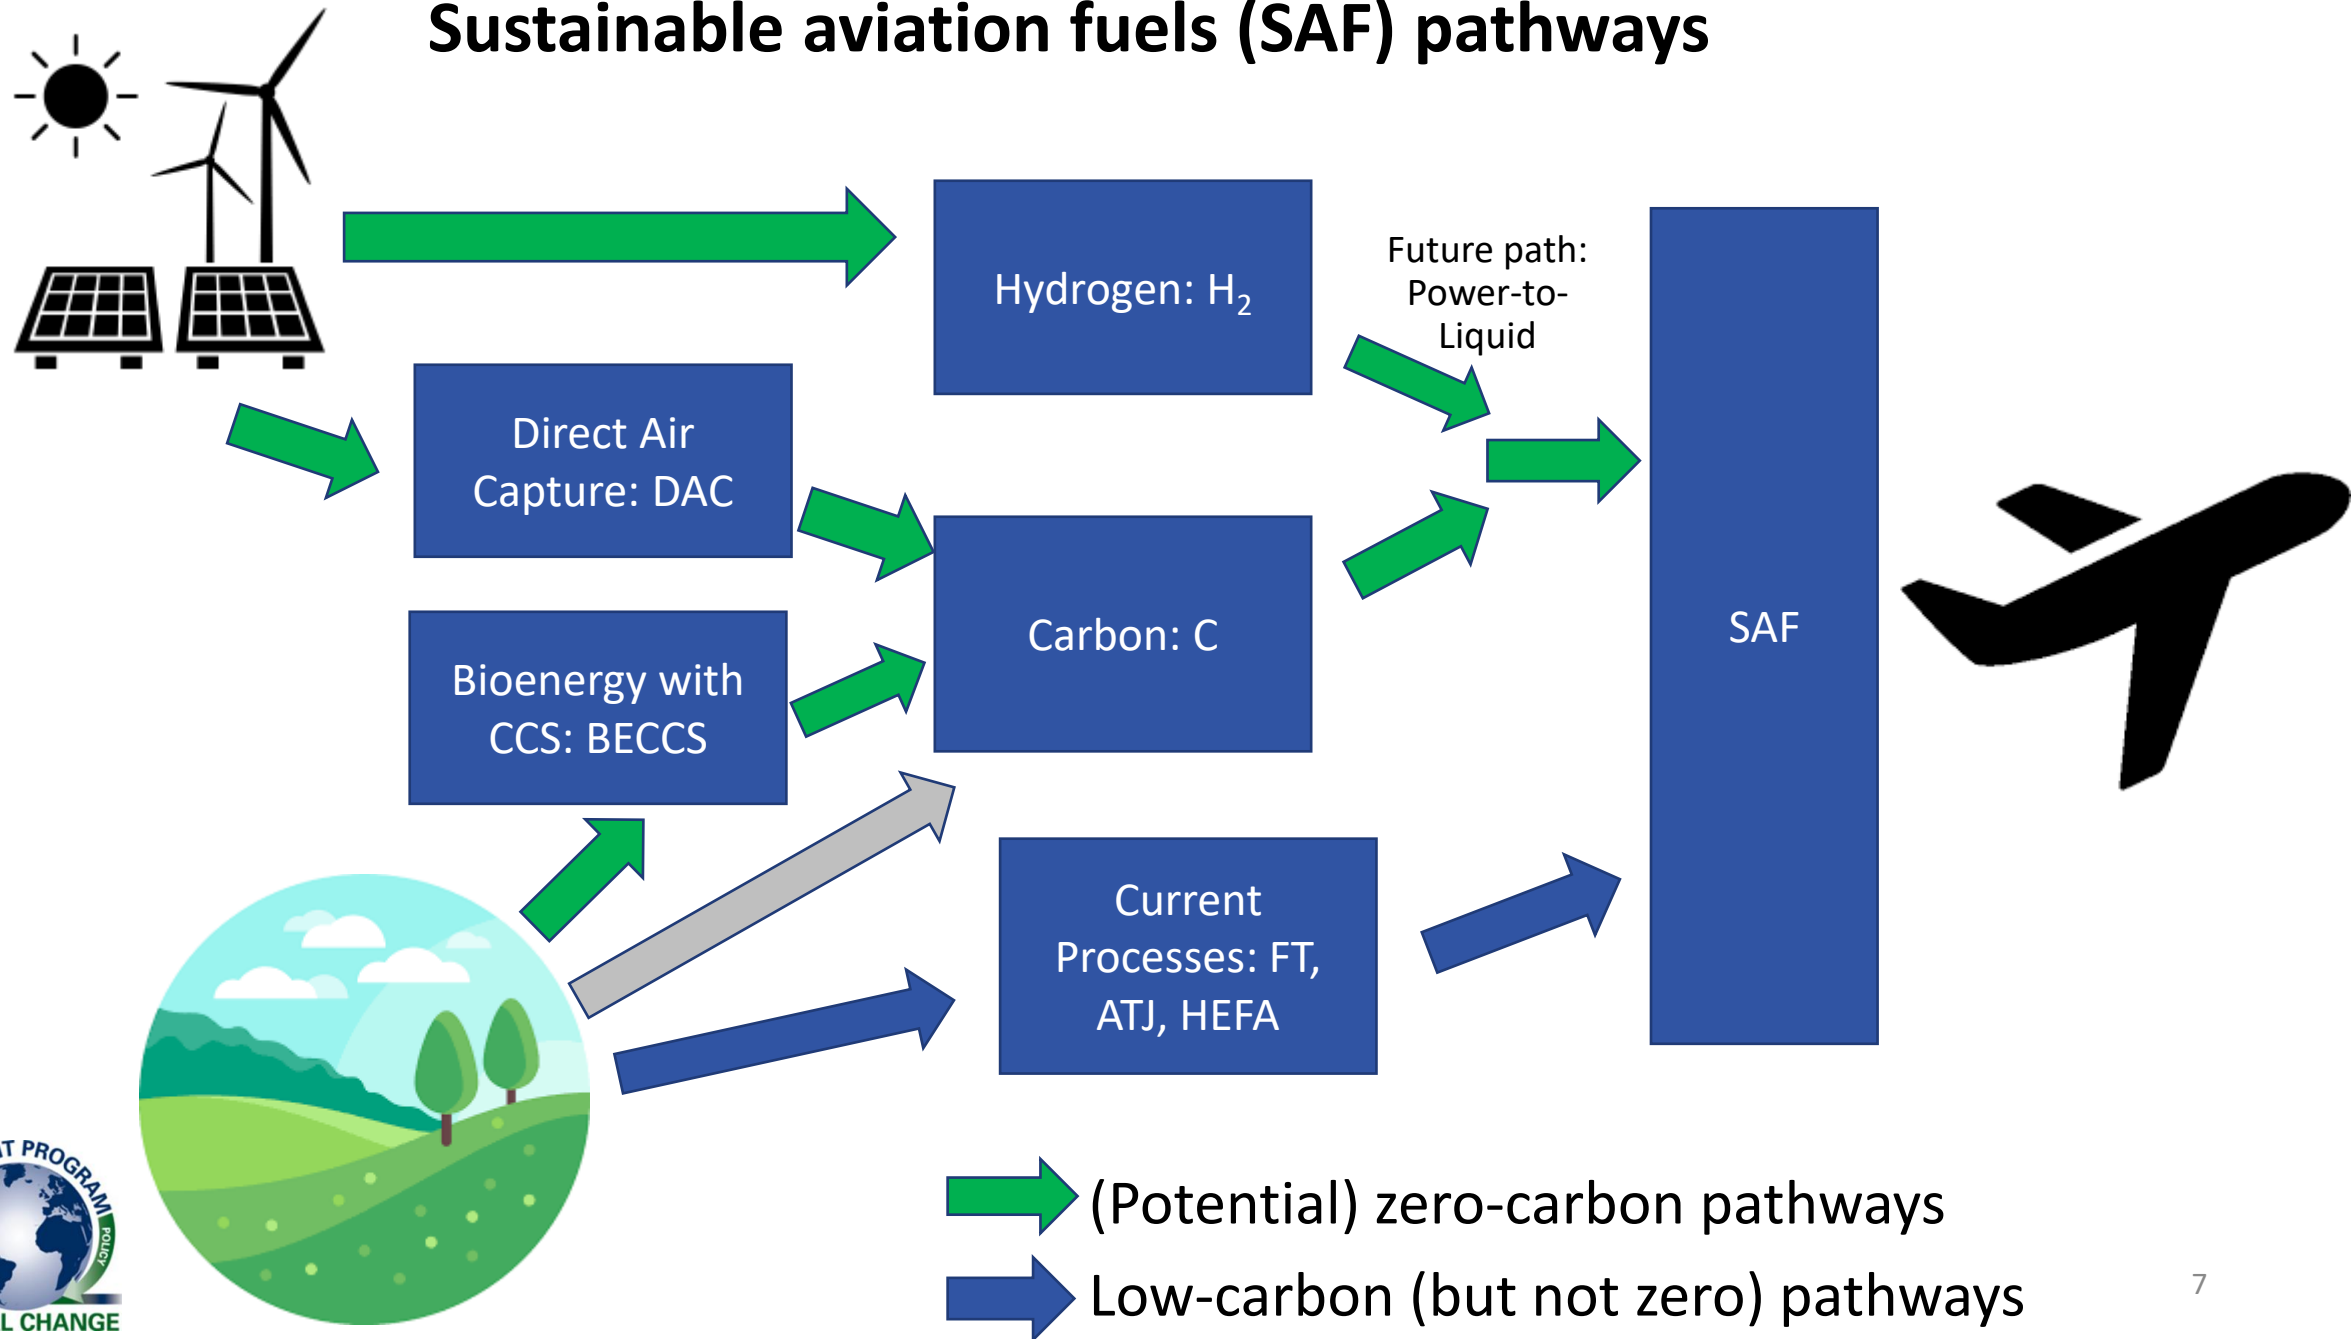 Sustainable aviation fuels (SAF) pathways
Hydrogen: H₂
Future path:
Power-to-
Liquid
Direct Air
Capture: DAC
Carbon: C
SAF
Bioenergy with
CCS: BECCS
Current
Processes: FT,
ATJ, HEFA
(Potential) zero-carbon pathways
Low-carbon (but not zero) pathways
7
PROGRAM
POLICY
CHANGE